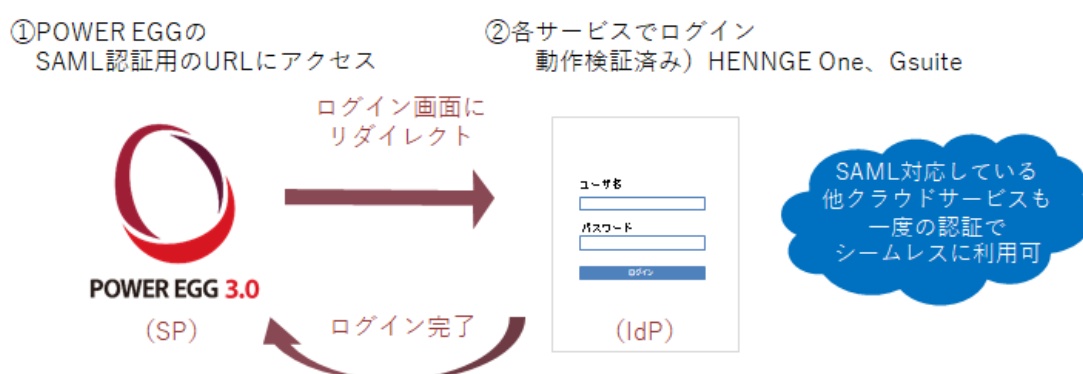 ①POWER EGGの
SAML認証用のURLにアクセス
②各サービスでログイン
動作検証済み）HENNGE One、Gsuite
ログイン画面に
リダイレクト
ユーザ名
パスワード
ログイン
SAML対応している
他クラウドサービスも
一度の認証で
シームレスに利用可
POWER EGG 3.0
（SP）
ログイン完了
（IdP）